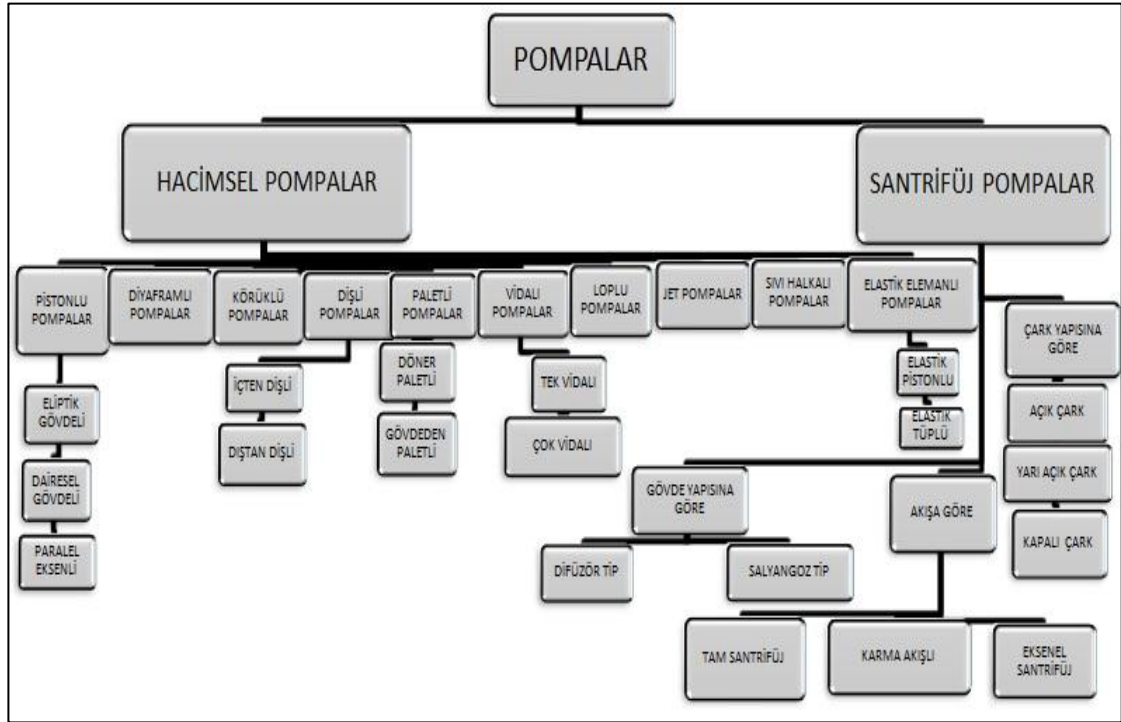 POMPALAR
HACİMSEL POMPALAR
SANTRİFÜJ POMPALAR
PİSTONLU
POMPALAR
DİYAFRAMLI
POMPALAR
KÖRÜKLÜ
POMPALAR
DİŞLİ
POMPALAR
PALETLİ
POMPALAR
VİDALI
POMPALAR
LOPLU
POMPALAR
JET POMPALAR
SIVI HALKALI
POMPALAR
ELASTİK ELEMANLI
POMPALAR
ELİPTİK
GÖVDELİ
DAİRESEL
GÖVDELİ
PARALEL
EKSENLİ
İÇTEN DİŞLİ
DIŞTAN DİŞLİ
DÖNER
PALETLİ
GÖVDEDEN
PALETLİ
TEK VİDALI
ÇOK VİDALI
ELASTİK
PİSTONLU
ELASTİK
TÜPLÜ
ÇARK YAPISINA
GÖRE
AÇIK ÇARK
YARI AÇIK ÇARK
KAPALI ÇARK
GÖVDE YAPISINA
GÖRE
DİFÜZÖR TİP
SALYANGOZ TİP
AKIŞA GÖRE
TAM SANTRİFÜJ
KARMA AKIŞLI
EKSENEL
SANTRİFÜJ